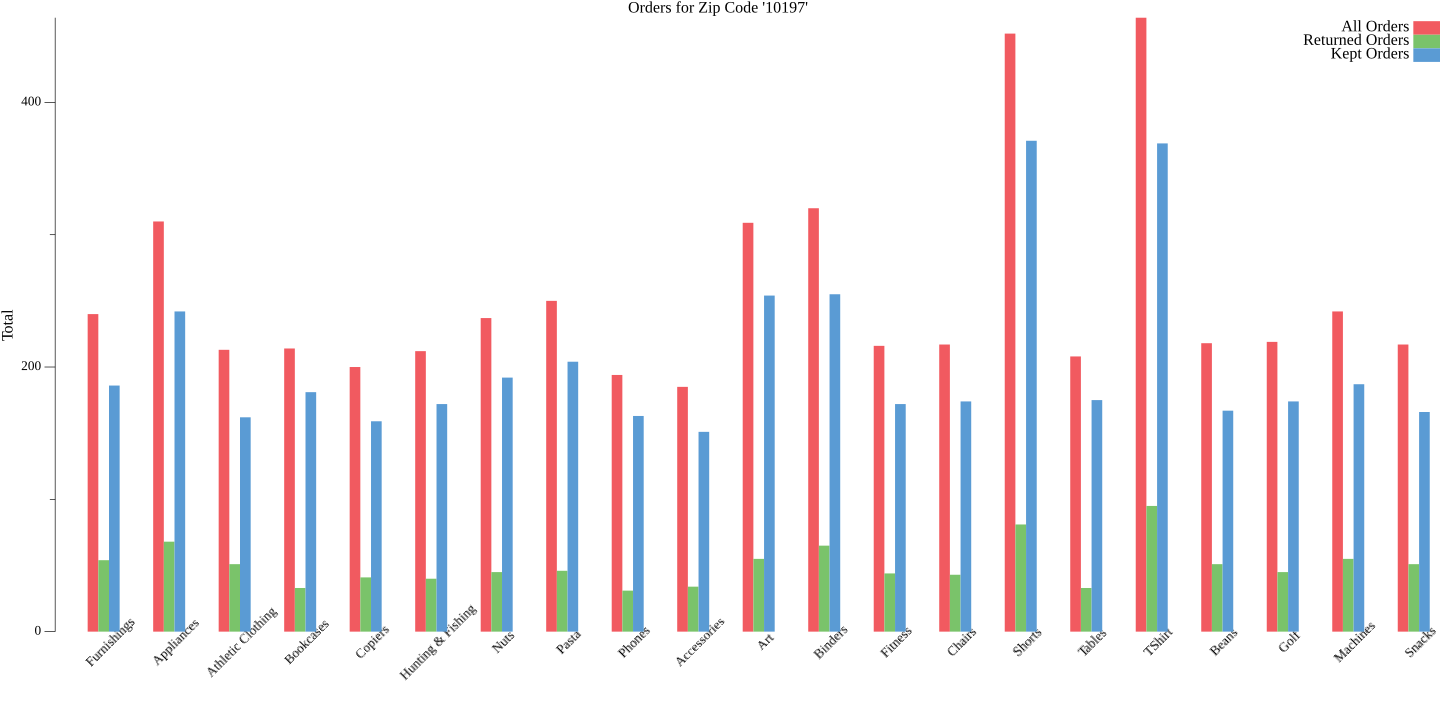 Orders for Zip Code '10197'
All Orders
Returned Orders
Kept Orders
Total
400
200
0
Furnishings
Appliances
Athletic Clothing
Bookcases
Copiers
Hunting & Fishing
Nuts
Pasta
Phones
Accessories
Art
Binders
Fitness
Chairs
Shorts
Tables
TShirt
Beans
Golf
Machines
Snacks